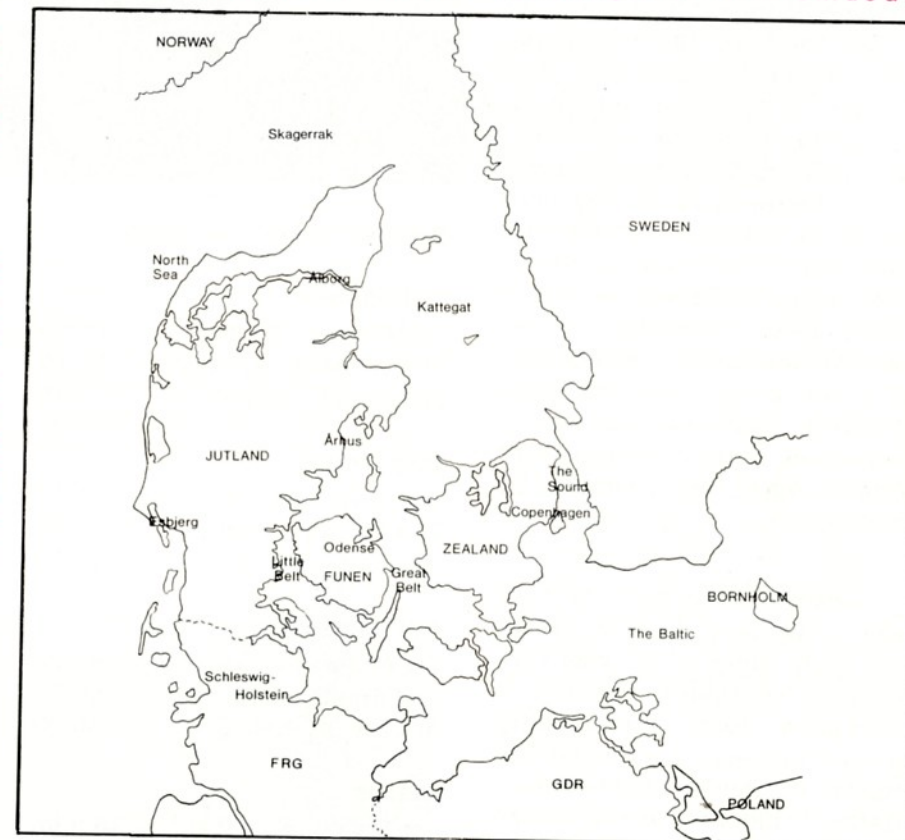 NORWAY
Skagerrak
SWEDEN
North
Sea
Ålborg
Kattegat
JUTLAND
Århus
The
Sound
Esbjerg
Copenhagen
Odense
ZEALAND
Little
Belt
FUNEN
Great
Belt
BORNHOLM
The Baltic
Schleswig-
Holstein
FRG
GDR
POLAND